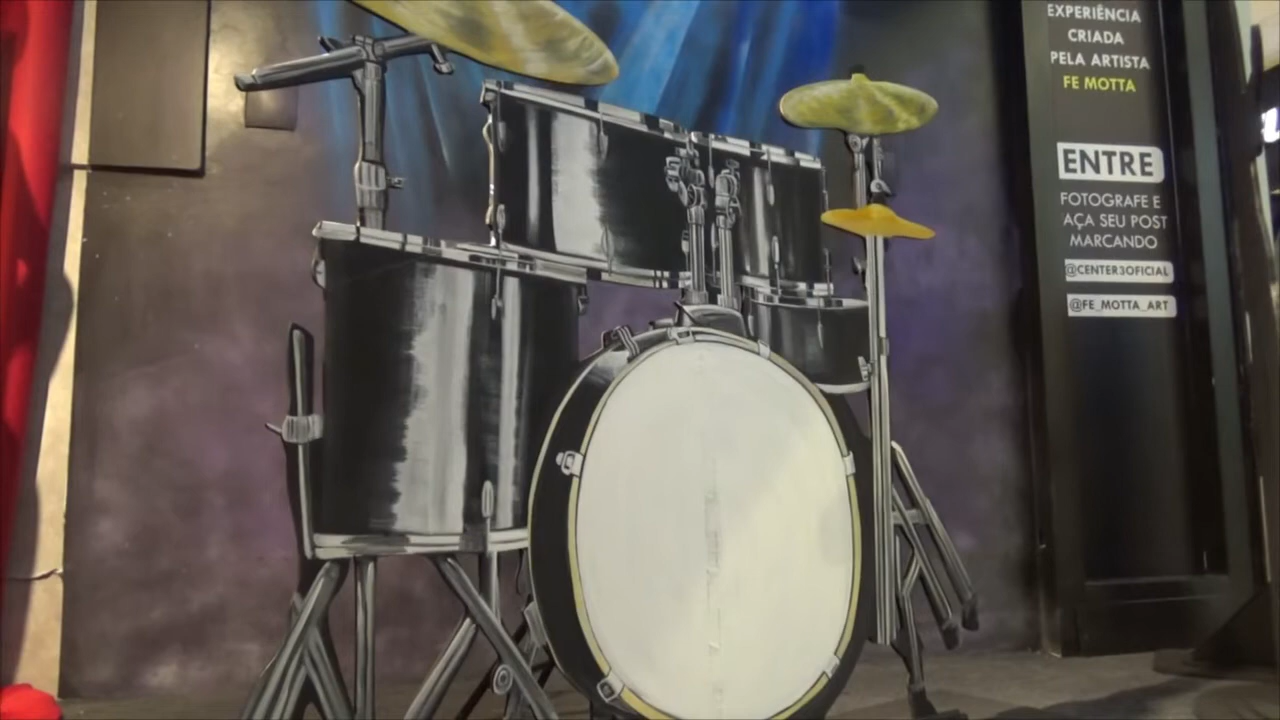 EXPERIÊNCIA
CRIADA
PELA ARTISTA
FE MOTTA
ENTRE
FOTOGRAFE E
AÇA SEU POST
MARCANDO
@CENTER3OFICIAL
@FE_MOTTA_ART